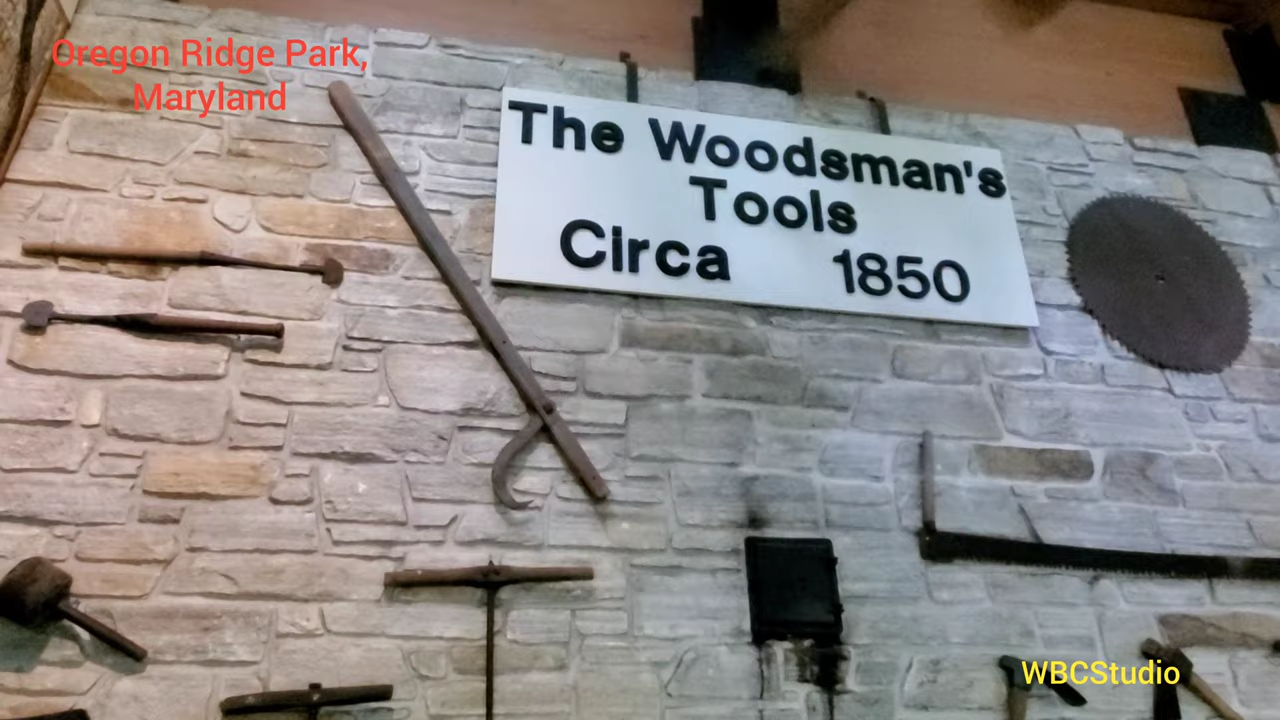 Oregon Ridge Park,
Maryland
The Woodsman's
Tools
Circa 1850
WBCStudio